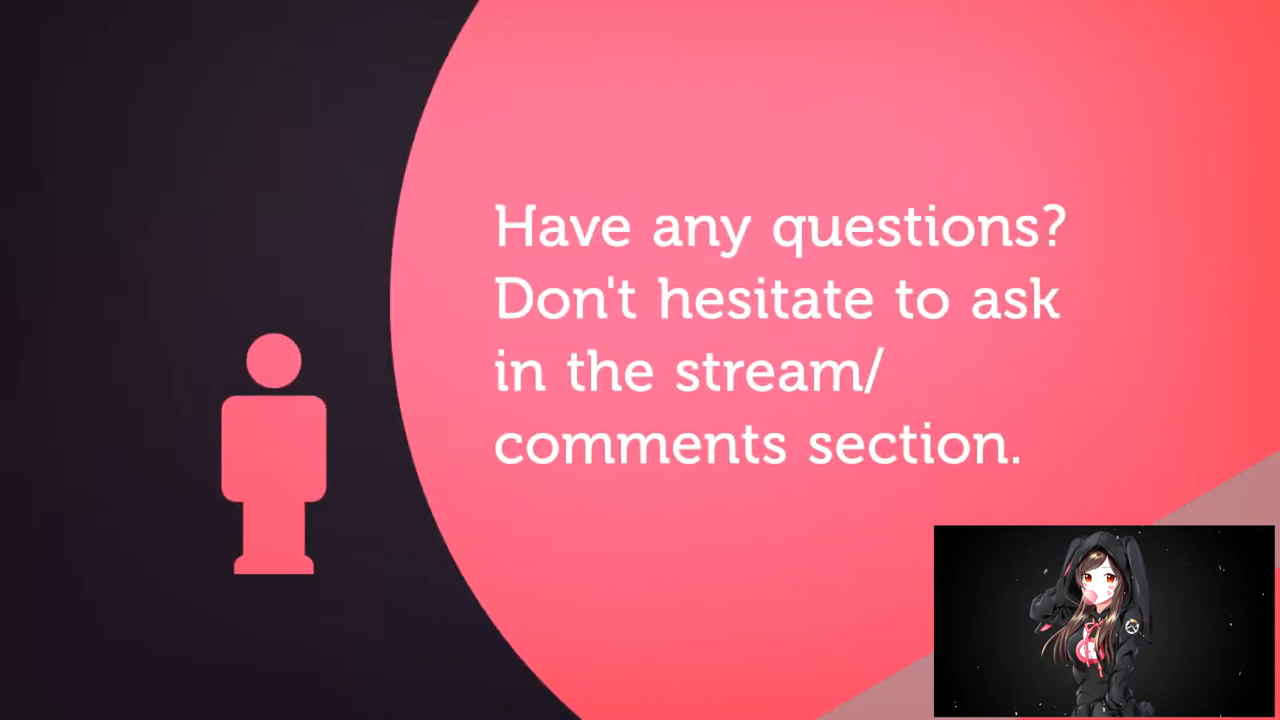 Have any questions?
Don't hesitate to ask
in the stream/
comments section.